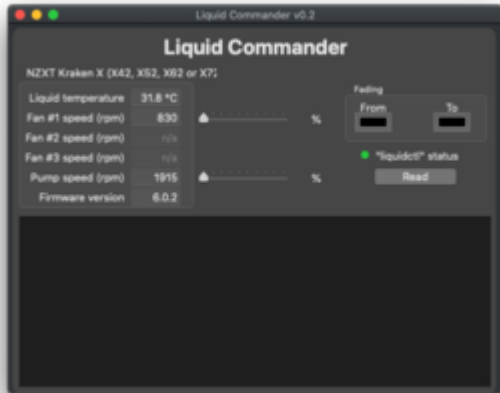 Liquid Commander v0.2
Liquid Commander
NZXT Kraken X (X42, X52, X62 or X72
Liquid temperature 31.8 °C
Fan #1 speed (rpm) 830 %
Fan #2 speed (rpm) n/a
Fan #3 speed (rpm) n/a
Pump speed (rpm) 1915 %
Firmware version 6.0.2
Fading
From To
"liquidctl" status
Read